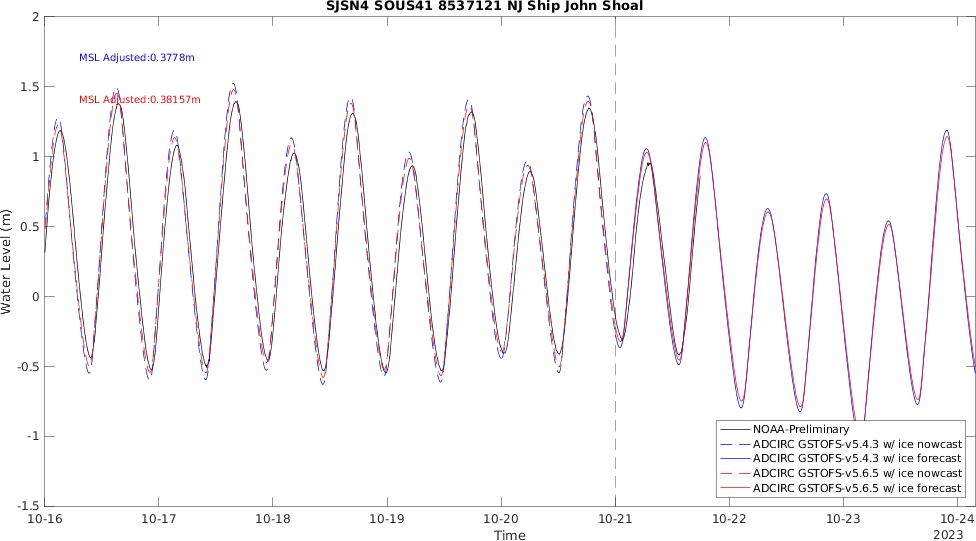 SJSN4 SOUS41 8537121 NJ Ship John Shoal
2
1.5
1
0.5
0
-0.5
-1
-1.5
Water Level (m)
MSL Adjusted:0.3778m
MSL Adjusted:0.38157m
NOAA-Preliminary
ADCIRC GSTOFS-v5.4.3 w/ ice nowcast
ADCIRC GSTOFS-v5.4.3 w/ ice forecast
ADCIRC GSTOFS-v5.6.5 w/ ice nowcast
ADCIRC GSTOFS-v5.6.5 w/ ice forecast
10-16 10-17 10-18 10-19 10-20 10-21 10-22 10-23 10-24
Time
2023